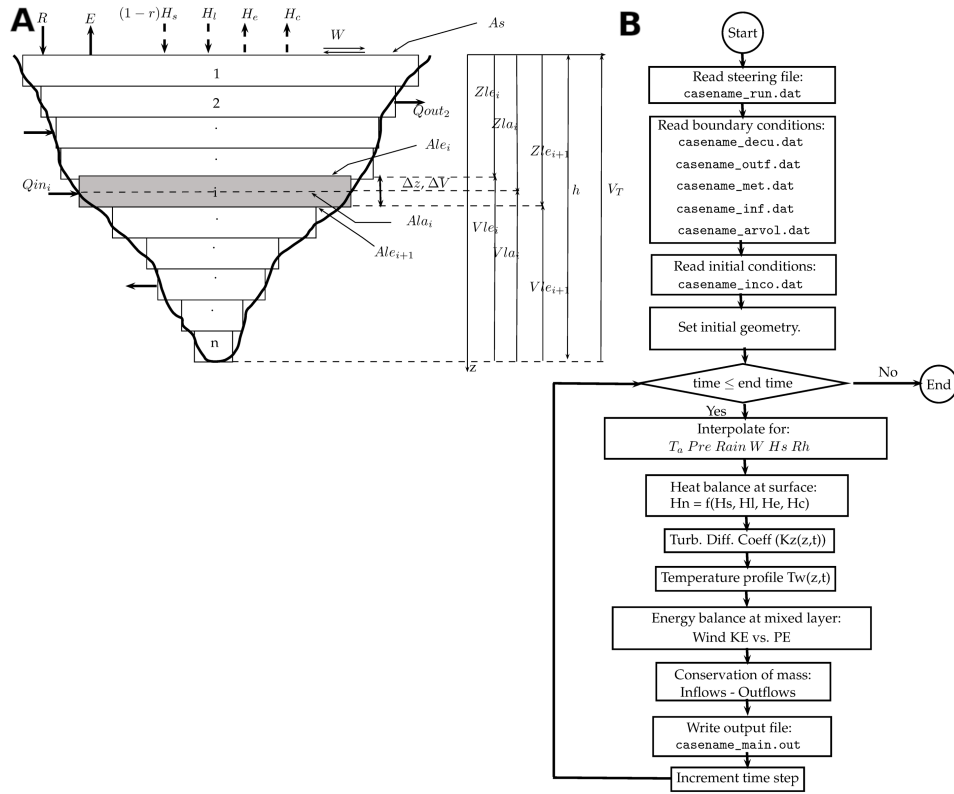 A
R
E
(1 − r)H_s
H_l
H_e
H_c
W
As
1
2
.
.
i
.
.
.
.
n
Qout_2
Qin_i
Ale_i
Ala_i
Ale_{i+1}
Δz, ΔV
Zle_i
Zla_i
Zle_{i+1}
Vle_i
Vla_i
Vle_{i+1}
h
V_T
z
B
Start
Read steering file:
casename_run.dat
Read boundary conditions:
casename_decu.dat
casename_outf.dat
casename_met.dat
casename_inf.dat
casename_arvol.dat
Read initial conditions:
casename_inco.dat
Set initial geometry.
time ≤ end time
No
End
Yes
Interpolate for:
T_a Pre Rain W Hs Rh
Heat balance at surface:
Hn = f(Hs, Hl, He, Hc)
Turb. Diff. Coeff (Kz(z,t))
Temperature profile Tw(z,t)
Energy balance at mixed layer:
Wind KE vs. PE
Conservation of mass:
Inflows - Outflows
Write output file:
casename_main.out
Increment time step